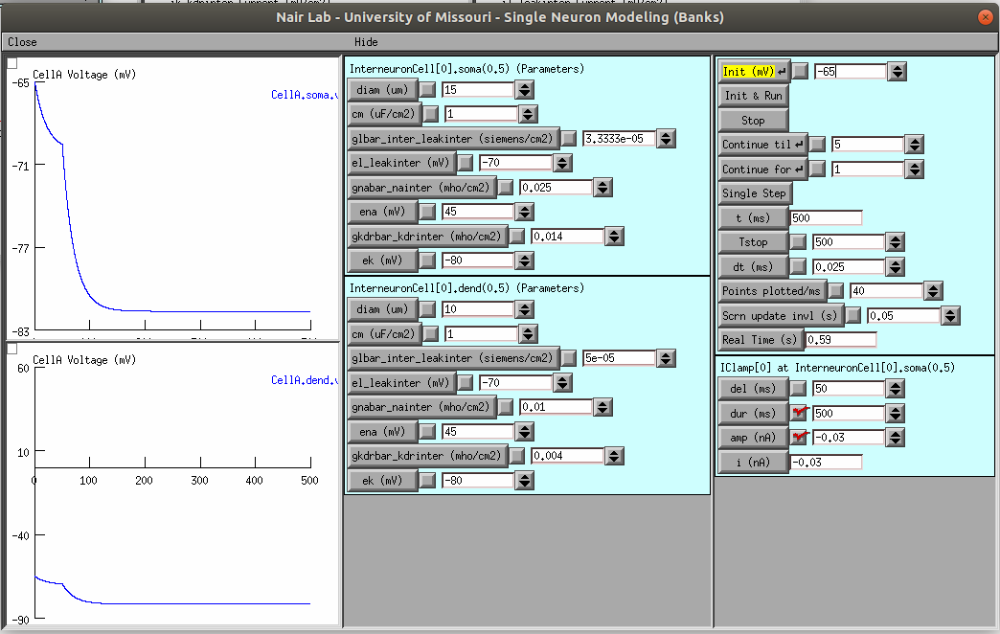 Nair Lab - University of Missouri - Single Neuron Modeling (Banks)
Close
Hide
CellA Voltage (mV)
CellA.soma.v
-65
-71
-77
-83
CellA Voltage (mV)
CellA.dend.v
60
10
-40
-90
0 100 200 300 400 500
InterneuronCell[0].soma(0.5) (Parameters)
diam (um) 15
cm (uF/cm2) 1
glbar_inter_leakinter (siemens/cm2) 3.3333e-05
el_leakinter (mV) -70
gnabar_nainter (mho/cm2) 0.025
ena (mV) 45
gkdrbar_kdrinter (mho/cm2) 0.014
ek (mV) -80
InterneuronCell[0].dend(0.5) (Parameters)
diam (um) 10
cm (uF/cm2) 1
glbar_inter_leakinter (siemens/cm2) 5e-05
el_leakinter (mV) -70
gnabar_nainter (mho/cm2) 0.01
ena (mV) 45
gkdrbar_kdrinter (mho/cm2) 0.004
ek (mV) -80
Init (mV) -65
Init & Run
Stop
Continue til 5
Continue for 1
Single Step
t (ms) 500
Tstop 500
dt (ms) 0.025
Points plotted/ms 40
Scrn update invl (s) 0.05
Real Time (s) 0.59
IClamp[0] at InterneuronCell[0].soma(0.5)
del (ms) 50
dur (ms) 500
amp (nA) -0.03
i (nA) -0.03